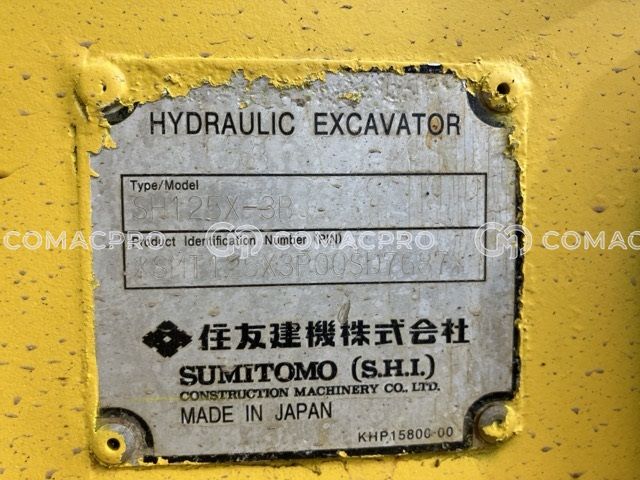 HYDRAULIC EXCAVATOR
Type/Model
SH125X-3B
COMACPRO COMACPRO COMACPRO
Product Identification Number (PIN)
住友建機株式会社
SUMITOMO (S.H.I.)
CONSTRUCTION MACHINERY CO., LTD.
MADE IN JAPAN
KHP15800-00